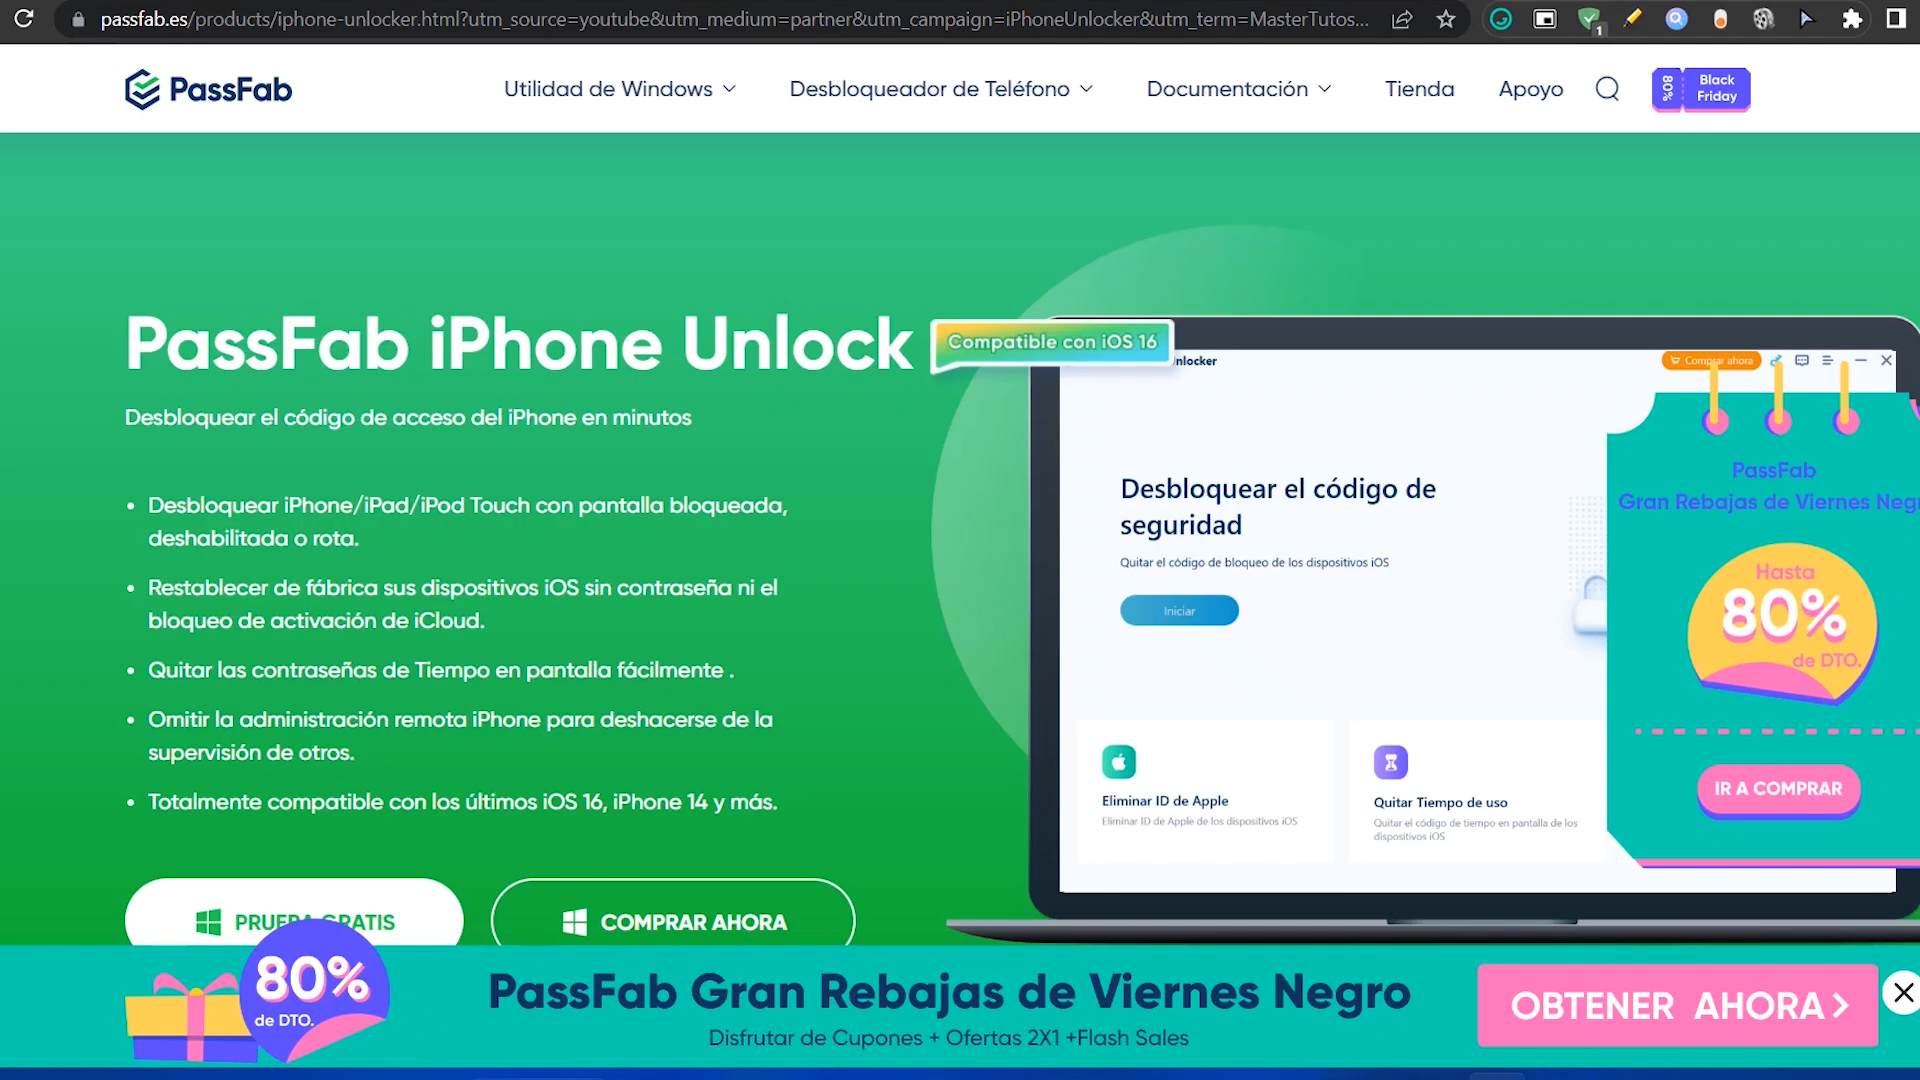 passfab.es/products/iphone-unlocker.html?utm_source=youtube&utm_medium=partner&utm_campaign=iPhoneUnlocker&utm_term=MasterTutos...
1
PassFab
Utilidad de Windows
Desbloqueador de Teléfono
Documentación
Tienda
Apoyo
80%
Black
Friday
PassFab iPhone Unlock
Compatible con iOS 16
Desbloquear el código de acceso del iPhone en minutos
• Desbloquear iPhone/iPad/iPod Touch con pantalla bloqueada,
deshabilitada o rota.
• Restablecer de fábrica sus dispositivos iOS sin contraseña ni el
bloqueo de activación de iCloud.
• Quitar las contraseñas de Tiempo en pantalla fácilmente .
• Omitir la administración remota iPhone para deshacerse de la
supervisión de otros.
• Totalmente compatible con los últimos iOS 16, iPhone 14 y más.
PRUEBA GRATIS
COMPRAR AHORA
nlocker
Comprar ahora
Desbloquear el código de
seguridad
Quitar el código de bloqueo de los dispositivos iOS
Iniciar
Eliminar ID de Apple
Eliminar ID de Apple de los dispositivos iOS
Quitar Tiempo de uso
Quitar el código de tiempo en pantalla de los
dispositivos iOS
PassFab
Gran Rebajas de Viernes Negr
Hasta
80%
de DTO.
IR A COMPRAR
80%
de DTO.
PassFab Gran Rebajas de Viernes Negro
Disfrutar de Cupones + Ofertas 2X1 +Flash Sales
OBTENER AHORA